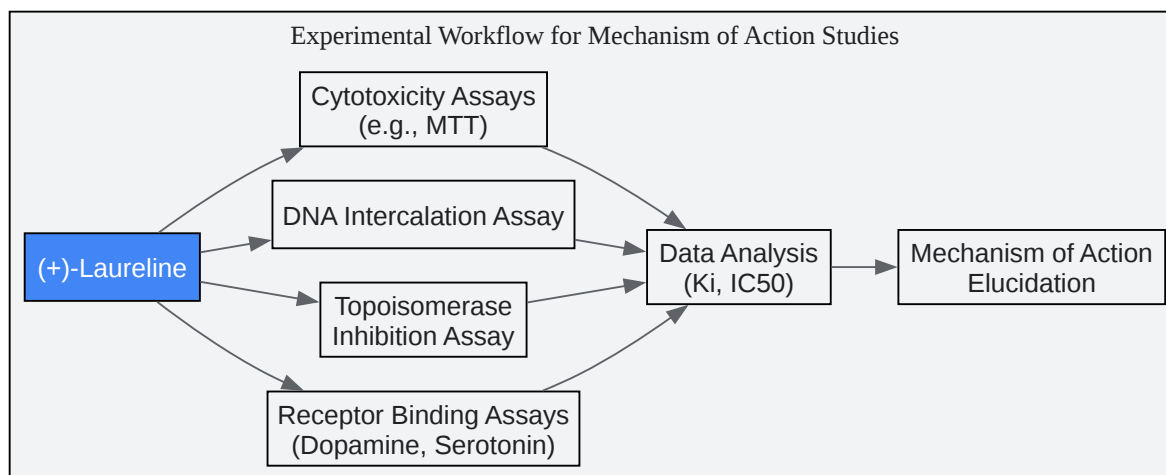 Experimental Workflow for Mechanism of Action Studies
Cytotoxicity Assays
(e.g., MTT)
DNA Intercalation Assay
(+)-Laureline
Data Analysis
(Ki, IC50)
Mechanism of Action
Elucidation
Topoisomerase
Inhibition Assay
Receptor Binding Assays
(Dopamine, Serotonin)